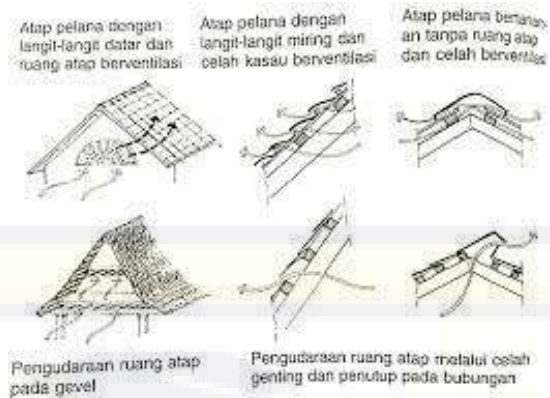 Atap pelana dengan
langit-langit datar dan
ruang atap berventilasi
Atap pelana dengan
langit-langit miring dan
celah kasau berventilasi
Atap pelana
an tanpa ruang atap
dan celah berventilasi
Pengudaraan ruang atap
pada gevel
Pengudaraan ruang atap melalui celah
genting dan penutup pada bubungan